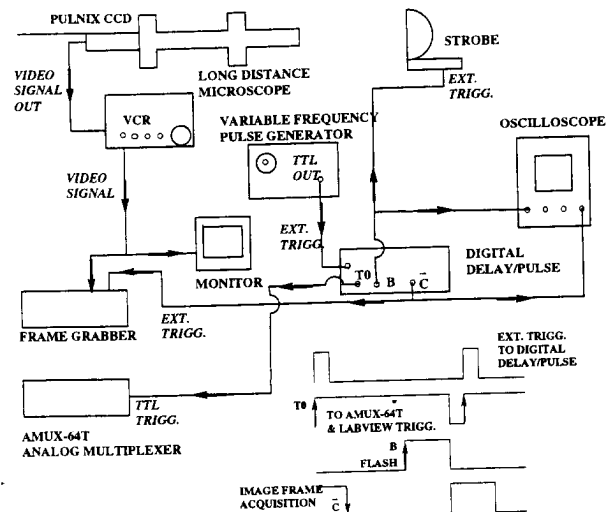 PULNIX CCD
STROBE
VIDEO
SIGNAL
OUT
LONG DISTANCE
MICROSCOPE
EXT.
TRIGG.
VCR
VARIABLE FREQUENCY
PULSE GENERATOR
OSCILLOSCOPE
TTL
OUT
VIDEO
SIGNAL
EXT.
TRIGG.
DIGITAL
DELAY/PULSE
T0
B
C
MONITOR
FRAME GRABBER
EXT.
TRIGG.
EXT. TRIGG.
TO DIGITAL
DELAY/PULSE
T0
TO AMUX-64T
& LABVIEW TRIGG.
TTL
TRIGG.
AMUX-64T
ANALOG MULTIPLEXER
B
FLASH
IMAGE FRAME
ACQUISITION
C